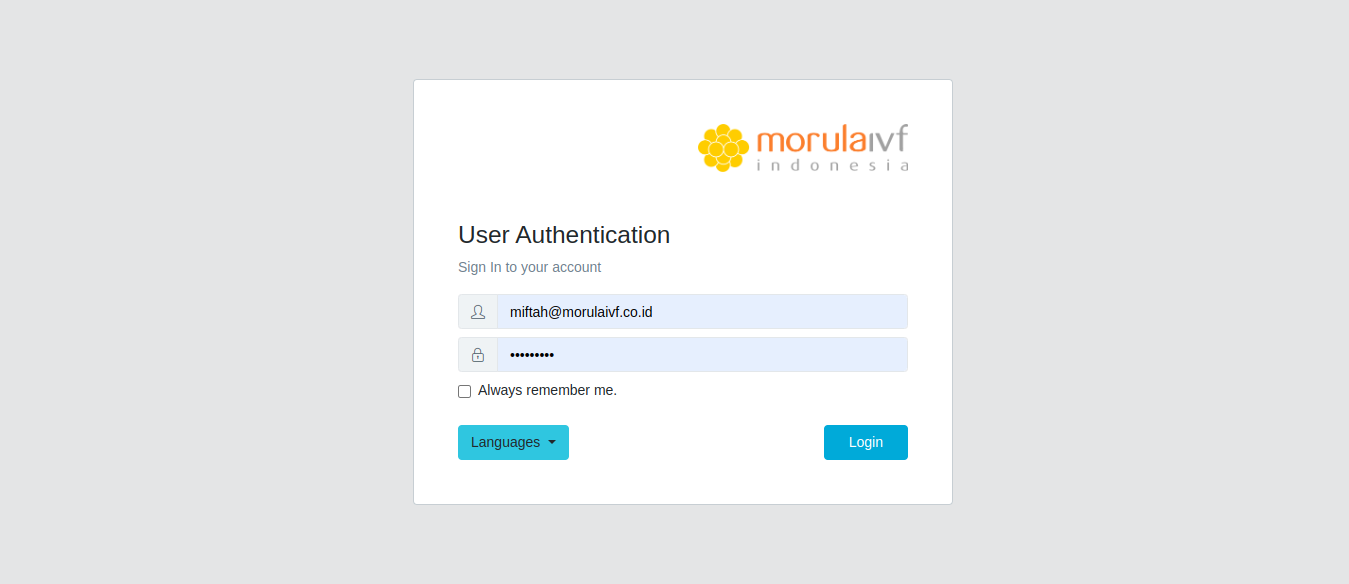 morulaivf
indonesia
User Authentication
Sign In to your account
miftah@morulaivf.co.id
•••••••••
Always remember me.
Languages
Login